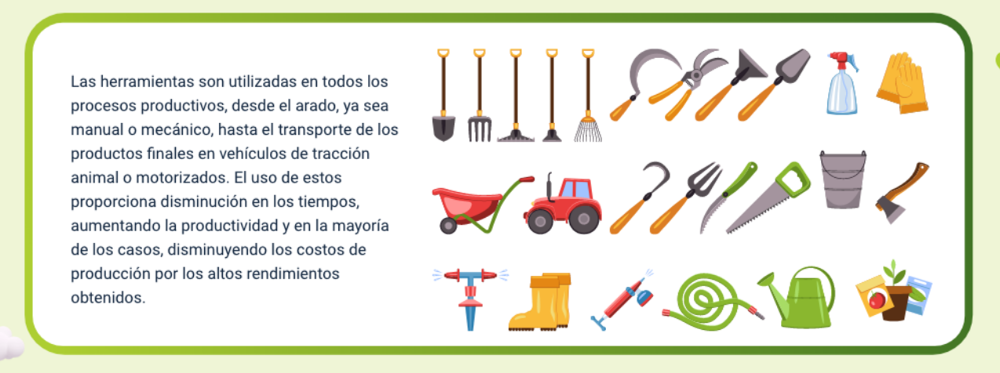 Las herramientas son utilizadas en todos los
procesos productivos, desde el arado, ya sea
manual o mecánico, hasta el transporte de los
productos finales en vehículos de tracción
animal o motorizados. El uso de estos
proporciona disminución en los tiempos,
aumentando la productividad y en la mayoría
de los casos, disminuyendo los costos de
producción por los altos rendimientos
obtenidos.